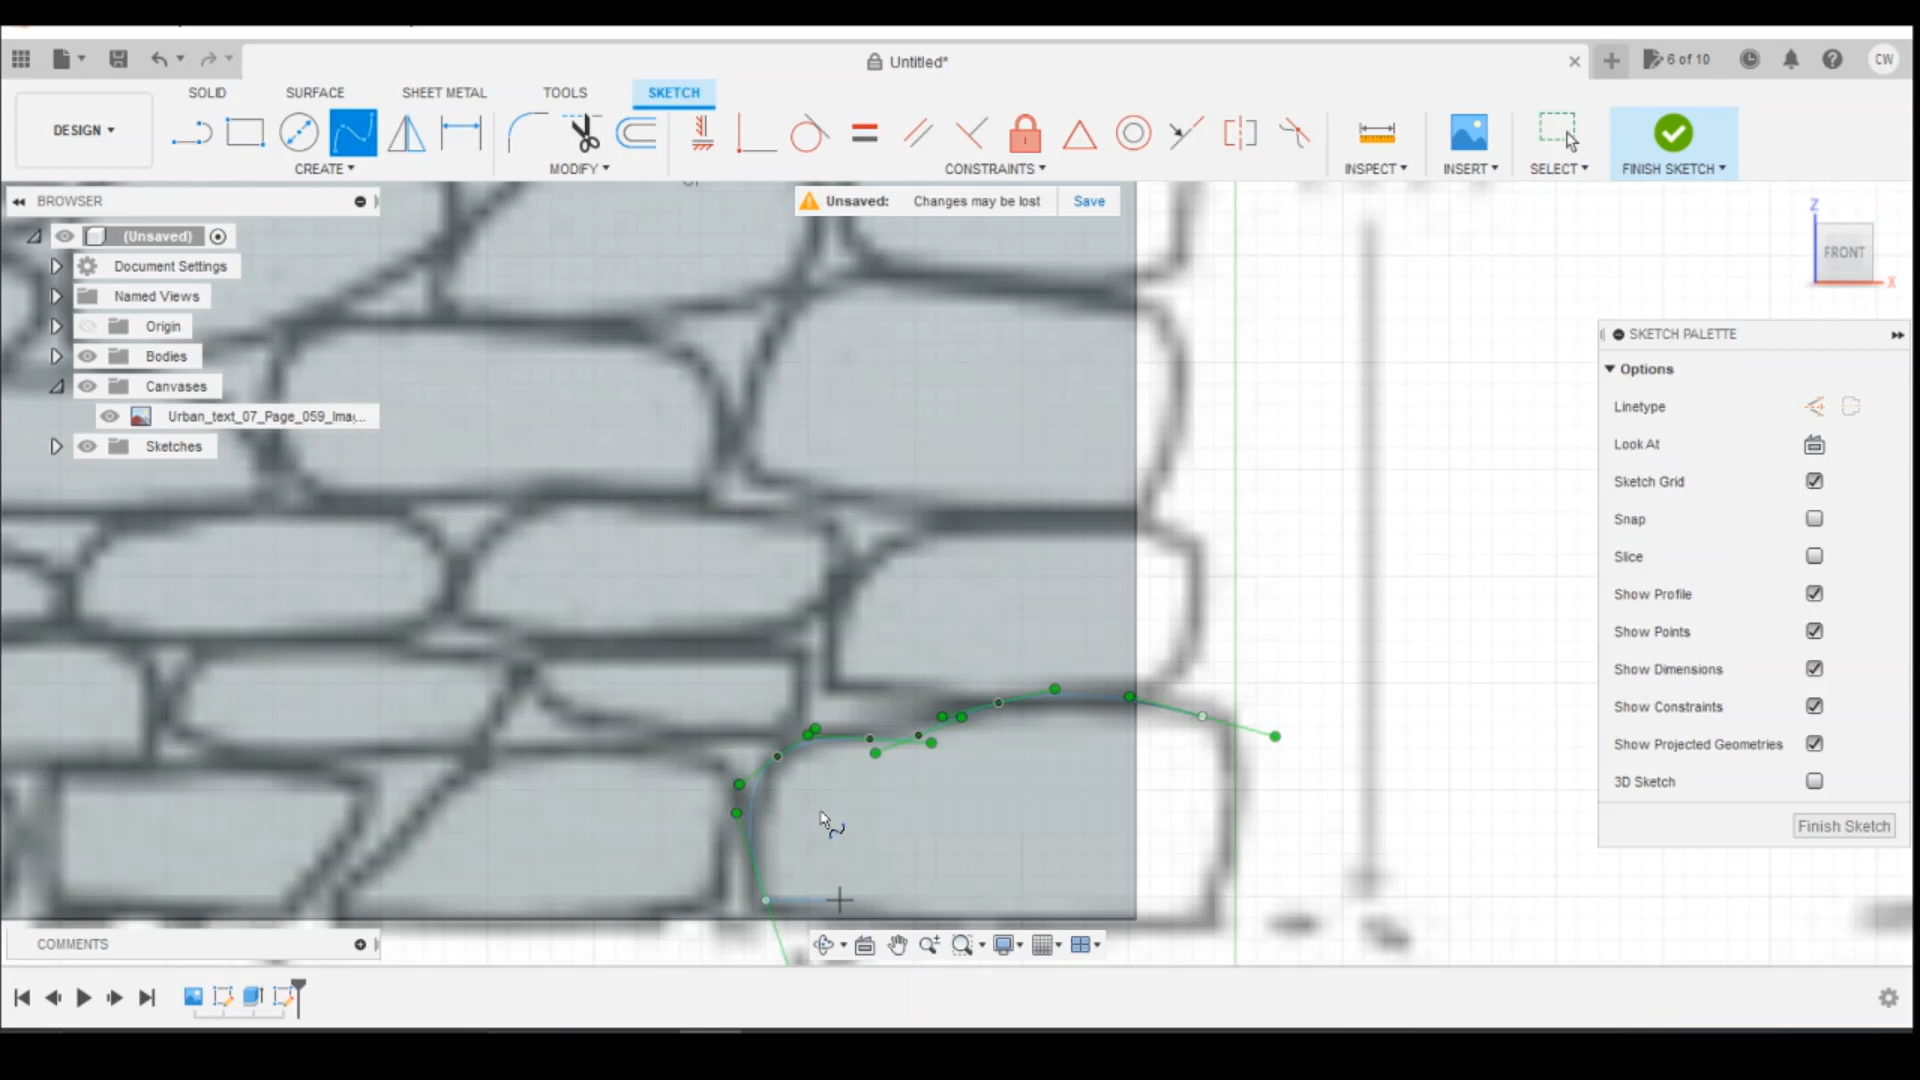 Untitled*
6 of 10
CW
SOLID
SURFACE
SHEET METAL
TOOLS
SKETCH
DESIGN
CREATE
MODIFY
CONSTRAINTS
INSPECT
INSERT
SELECT
FINISH SKETCH
BROWSER
Unsaved: Changes may be lost
Save
(Unsaved)
Document Settings
Named Views
Origin
Bodies
Canvases
Urban_text_07_Page_059_Ima...
Sketches
Z
FRONT
X
SKETCH PALETTE
Options
Linetype
Look At
Sketch Grid
Snap
Slice
Show Profile
Show Points
Show Dimensions
Show Constraints
Show Projected Geometries
3D Sketch
Finish Sketch
COMMENTS